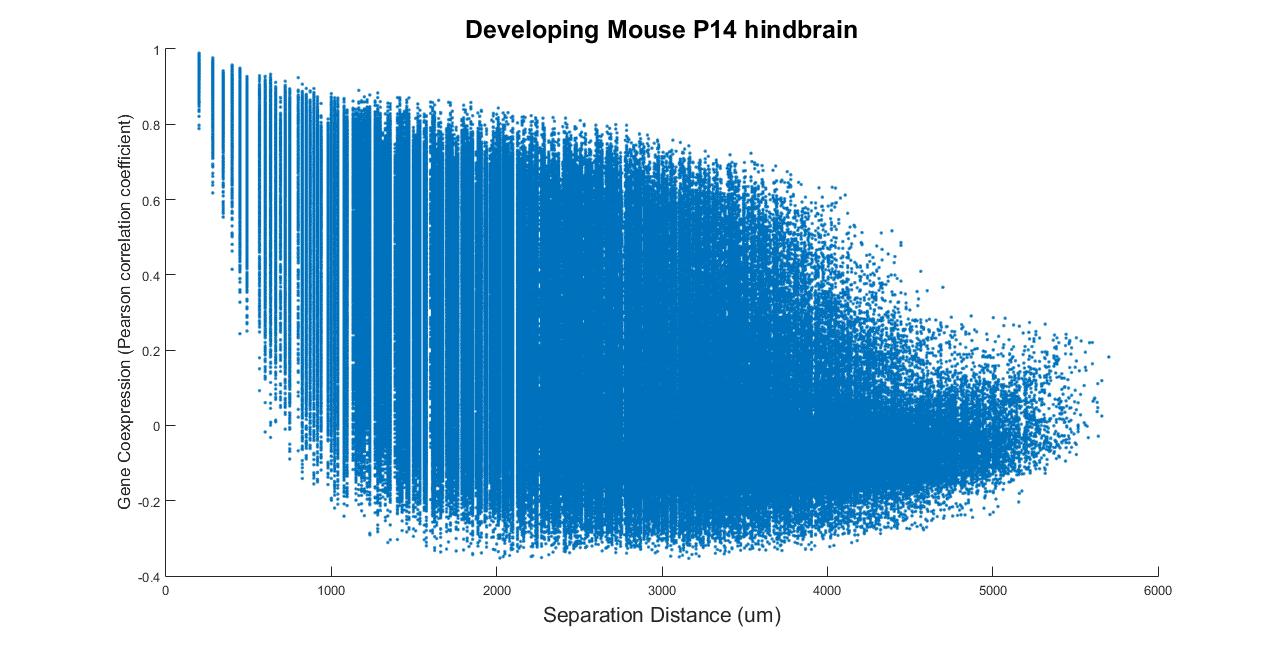 Developing Mouse P14 hindbrain
Gene Coexpression (Pearson correlation coefficient)
1
0.8
0.6
0.4
0.2
0
-0.2
-0.4
0 1000 2000 3000 4000 5000 6000
Separation Distance (um)